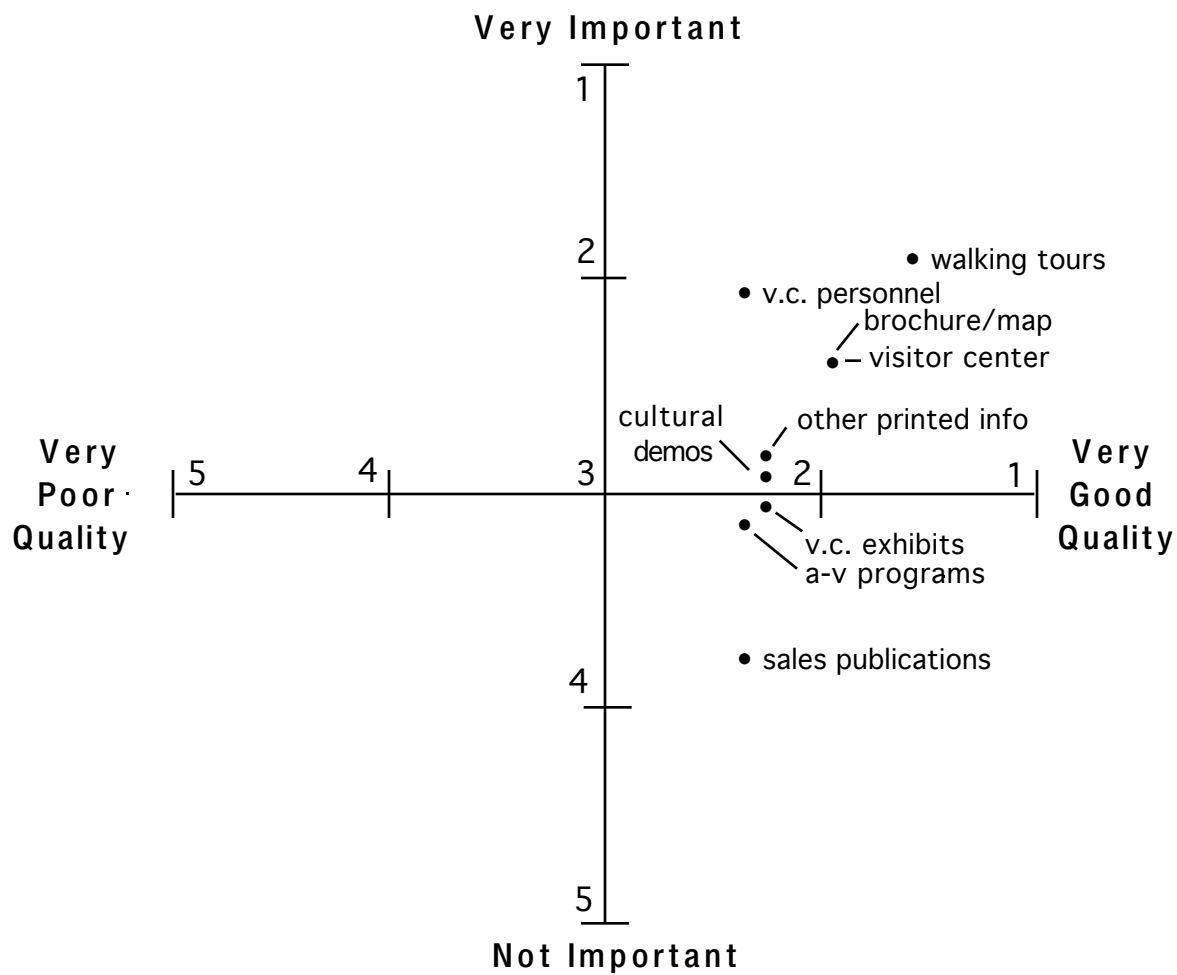 Very Important
1
2
walking tours
v.c. personnel
brochure/map
visitor center
cultural
demos
other printed info
Very
Poor
Quality
5
4
3
2
1
Very
Good
Quality
v.c. exhibits
a-v programs
sales publications
4
5
Not Important